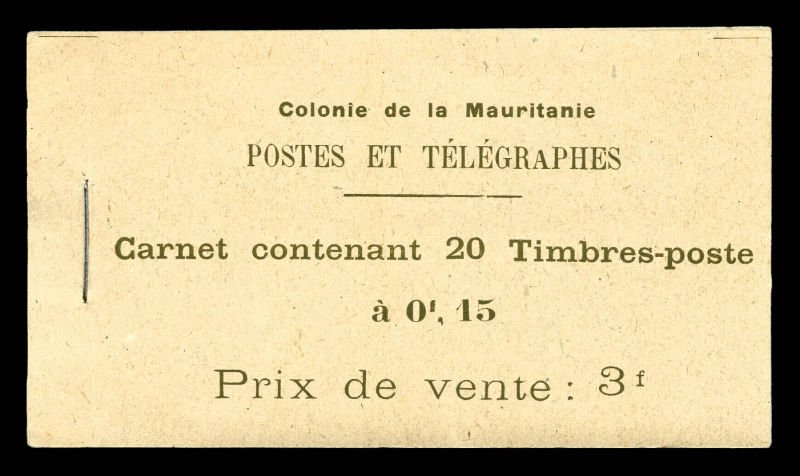 Colonie de la Mauritanie
POSTES ET TÉLÉGRAPHES
Carnet contenant 20 Timbres-poste
à 0f, 15
Prix de vente : 3f